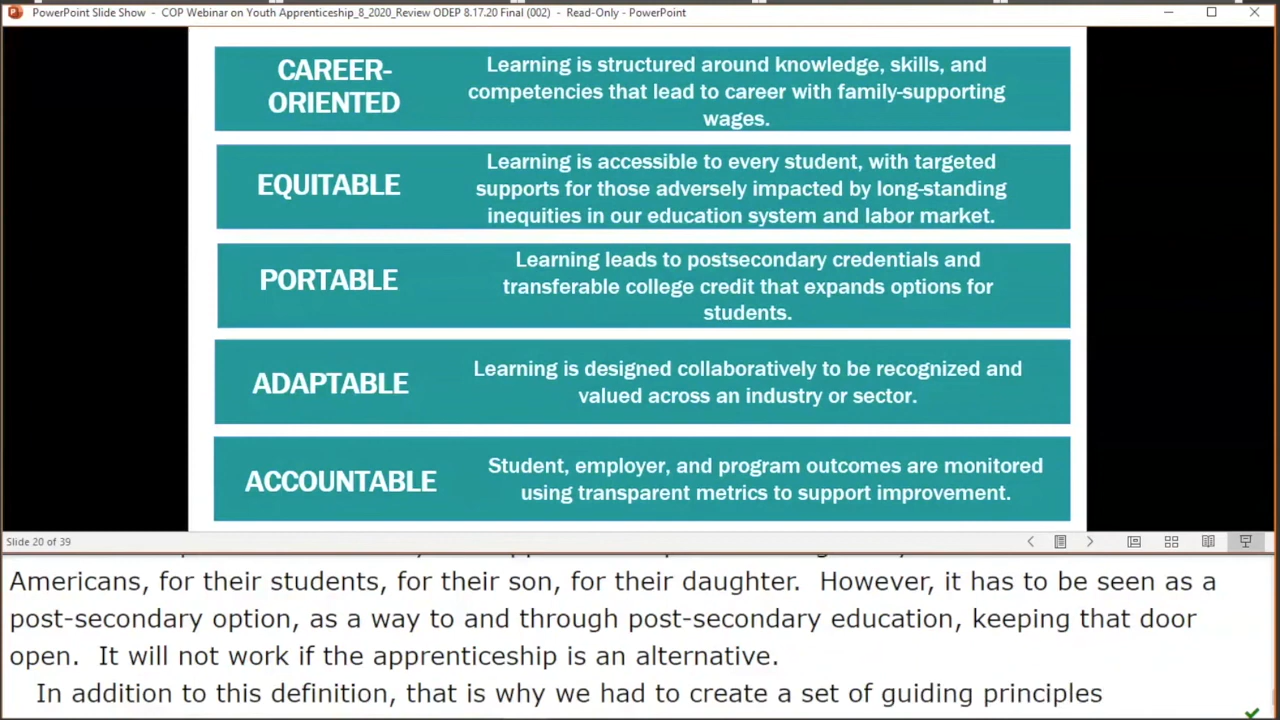 PowerPoint Slide Show - COP Webinar on Youth Apprenticeship_8_2020_Review ODEP 8.17.20 Final (002) - Read-Only - PowerPoint
CAREER-
ORIENTED
Learning is structured around knowledge, skills, and
competencies that lead to career with family-supporting
wages.
EQUITABLE
Learning is accessible to every student, with targeted
supports for those adversely impacted by long-standing
inequities in our education system and labor market.
PORTABLE
Learning leads to postsecondary credentials and
transferable college credit that expands options for
students.
ADAPTABLE
Learning is designed collaboratively to be recognized and
valued across an industry or sector.
ACCOUNTABLE
Student, employer, and program outcomes are monitored
using transparent metrics to support improvement.
Slide 20 of 39
Americans, for their students, for their son, for their daughter.  However, it has to be seen as a
post-secondary option, as a way to and through post-secondary education, keeping that door
open.  It will not work if the apprenticeship is an alternative.
In addition to this definition, that is why we had to create a set of guiding principles